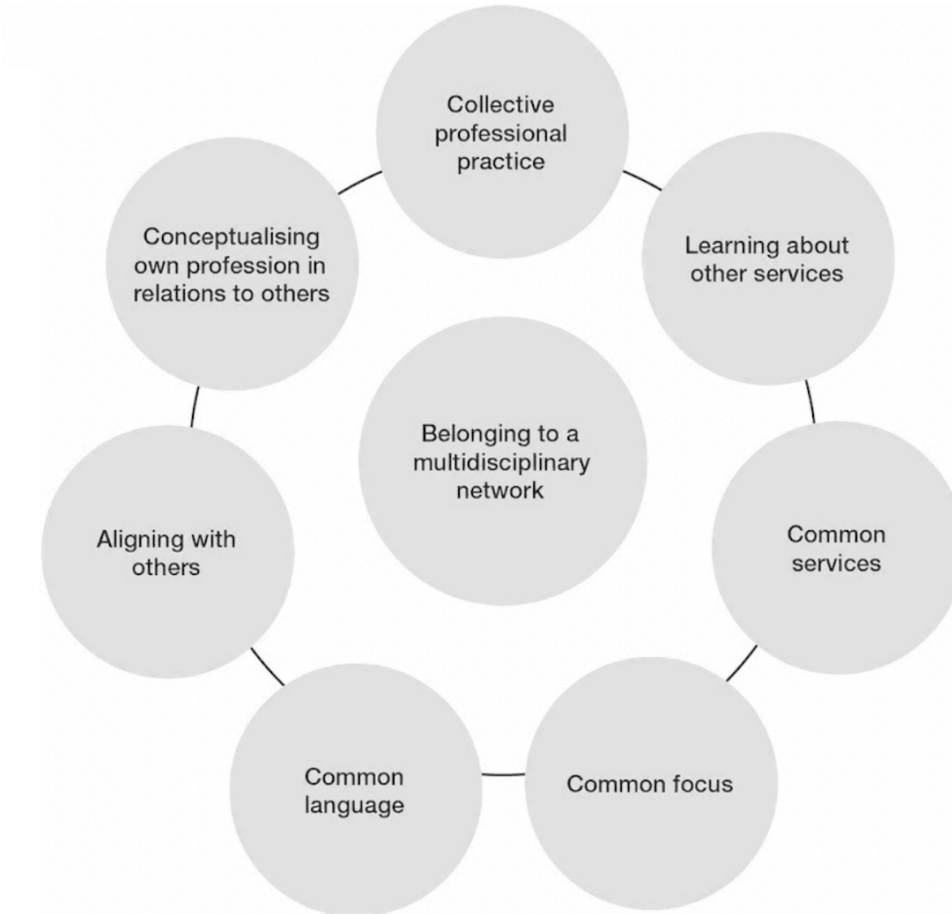 Collective
professional
practice
Learning about
other services
Common
services
Common focus
Common
language
Aligning with
others
Conceptualising
own profession in
relations to others
Belonging to a
multidisciplinary
network